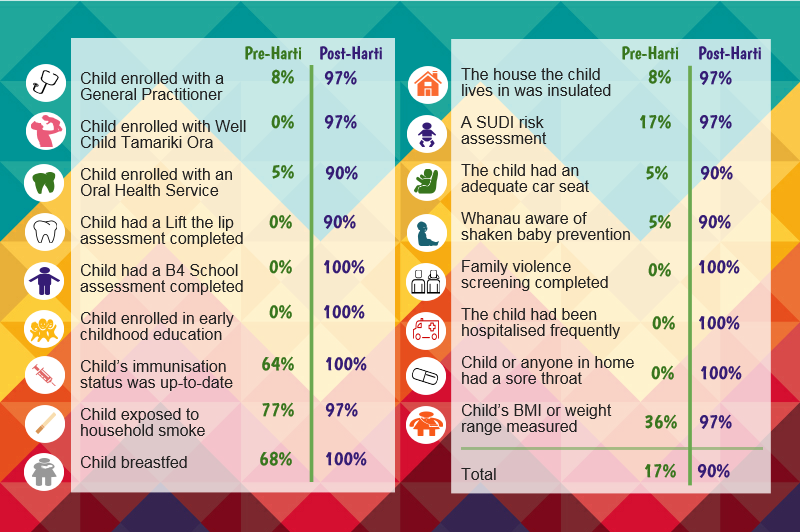 Pre-Harti Post-Harti
Child enrolled with a
General Practitioner
8% 97%
Child enrolled with Well
Child Tamariki Ora
0% 97%
Child enrolled with an
Oral Health Service
5% 90%
Child had a Lift the lip
assessment completed
0% 90%
Child had a B4 School
assessment completed
0% 100%
Child enrolled in early
childhood education
0% 100%
Child's immunisation
status was up-to-date
64% 100%
Child exposed to
household smoke
77% 97%
Child breastfed 68% 100%
Pre-Harti Post-Harti
The house the child
lives in was insulated
8% 97%
A SUDI risk
assessment
17% 97%
The child had an
adequate car seat
5% 90%
Whanau aware of
shaken baby prevention
5% 90%
Family violence
screening completed
0% 100%
The child had been
hospitalised frequently
0% 100%
Child or anyone in home
had a sore throat
0% 100%
Child's BMI or weight
range measured
36% 97%
Total 17% 90%